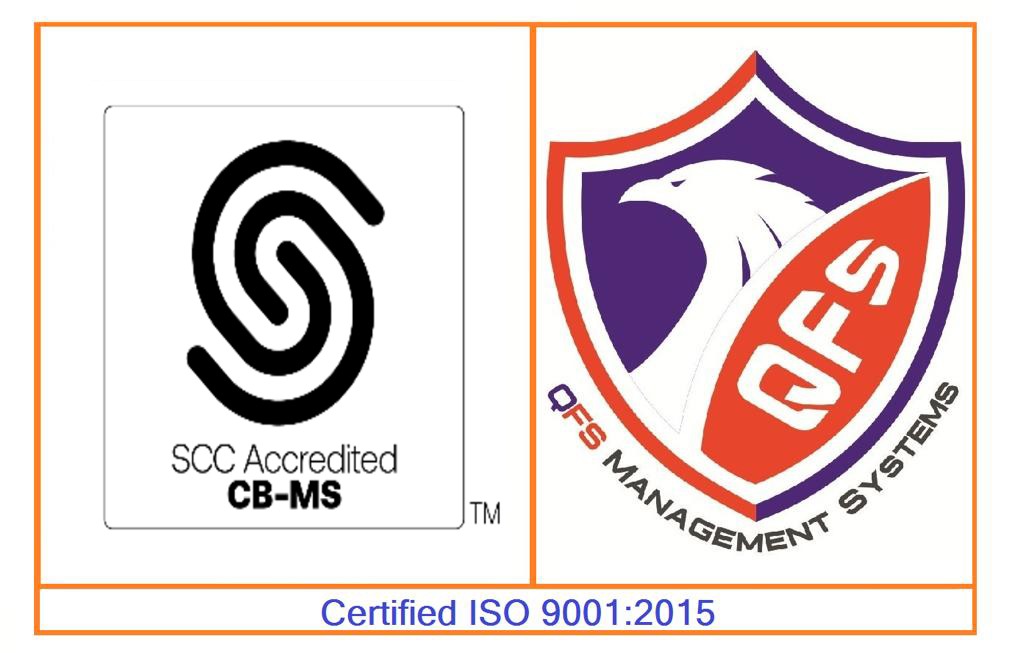 SCC Accredited
CB-MS
TM
QFS
QFS MANAGEMENT SYSTEMS
Certified ISO 9001:2015